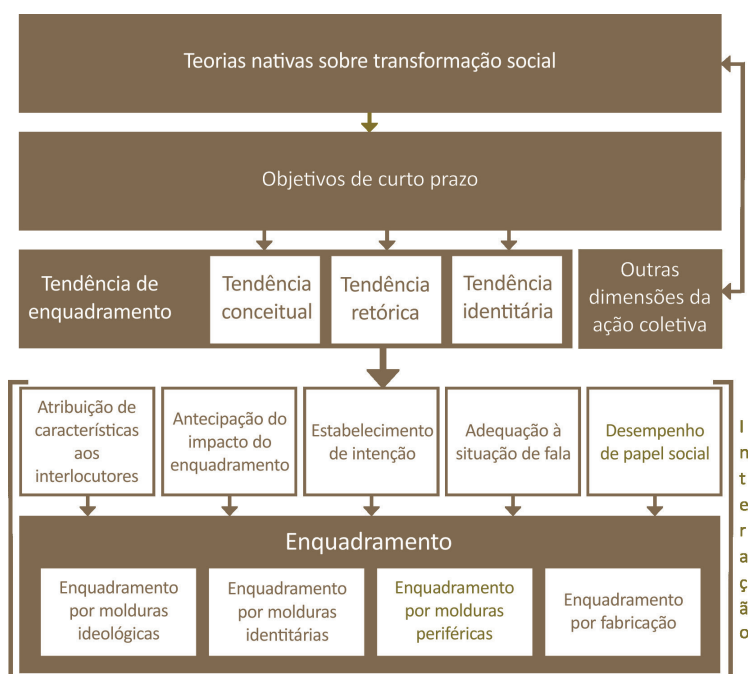 Teorias nativas sobre transformação social
Objetivos de curto prazo
Tendência de
enquadramento
Tendência
conceitual
Tendência
retórica
Tendência
identitária
Outras
dimensões da
ação coletiva
Atribuição de
características
aos
interlocutores
Antecipação do
impacto do
enquadramento
Estabelecimento
de intenção
Adequação à
situação de fala
Desempenho
de papel social
Interação
Enquadramento
Enquadramento
por molduras
ideológicas
Enquadramento
por molduras
identitárias
Enquadramento
por molduras
periféricas
Enquadramento
por fabricação